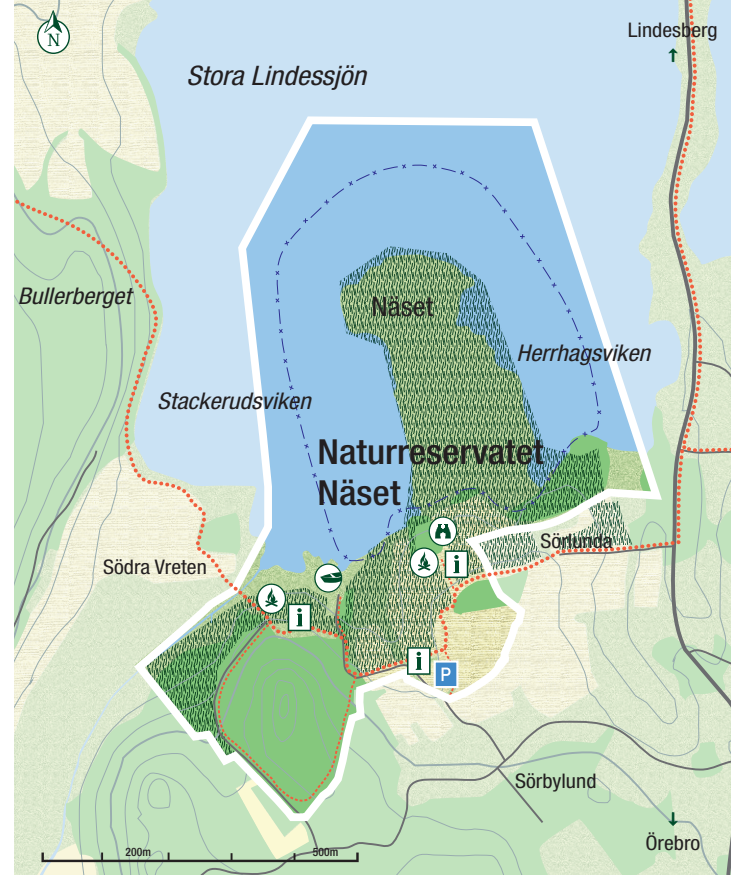 N
Lindesberg
Stora Lindessjön
Bullerberget
Näset
Herrhagsviken
Stackerudsviken
Naturreservatet
Näset
Sörlunda
Södra Vreten
i
i
i
P
Sörbylund
Örebro
200m
500m